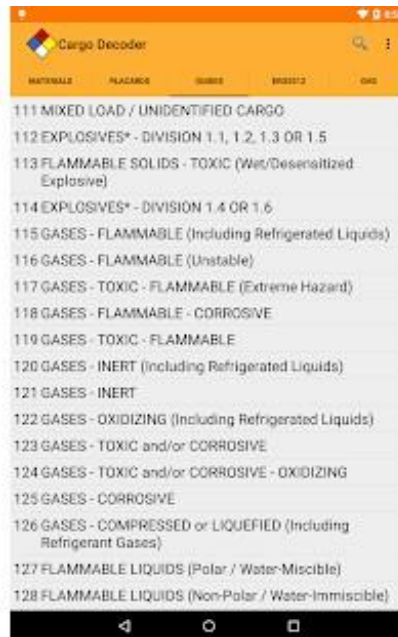 Cargo Decoder
MATERIALS PLACARDS GUIDES ERG2012 GHS
111 MIXED LOAD / UNIDENTIFIED CARGO
112 EXPLOSIVES* - DIVISION 1.1, 1.2, 1.3 OR 1.5
113 FLAMMABLE SOLIDS - TOXIC (Wet/Desensitized
Explosive)
114 EXPLOSIVES* - DIVISION 1.4 OR 1.6
115 GASES - FLAMMABLE (Including Refrigerated Liquids)
116 GASES - FLAMMABLE (Unstable)
117 GASES - TOXIC - FLAMMABLE (Extreme Hazard)
118 GASES - FLAMMABLE - CORROSIVE
119 GASES - TOXIC - FLAMMABLE
120 GASES - INERT (Including Refrigerated Liquids)
121 GASES - INERT
122 GASES - OXIDIZING (Including Refrigerated Liquids)
123 GASES - TOXIC and/or CORROSIVE
124 GASES - TOXIC and/or CORROSIVE - OXIDIZING
125 GASES - CORROSIVE
126 GASES - COMPRESSED or LIQUEFIED (Including
Refrigerant Gases)
127 FLAMMABLE LIQUIDS (Polar / Water-Miscible)
128 FLAMMABLE LIQUIDS (Non-Polar / Water-Immiscible)